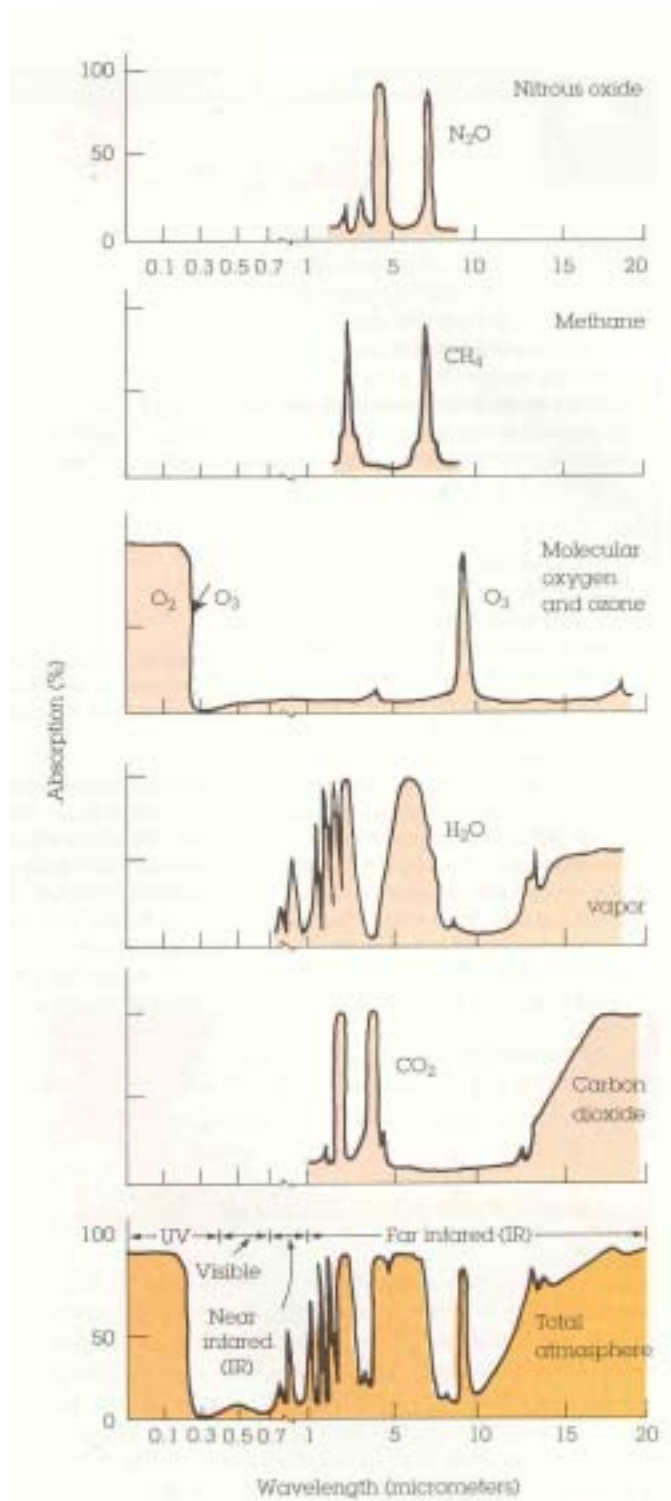 100
50
0
Nitrous oxide
N₂O
0.1 0.3 0.5 0.7 1 5 10 15 20
Methane
CH₄
Molecular
oxygen
and ozone
O₂ O₃
O₃
Absorption (%)
H₂O
vapor
CO₂
Carbon
dioxide
UV
Far infared (IR)
Visible
Near
infared
(IR)
100
50
0
Total
atmosphere
0.1 0.3 0.5 0.7 1 5 10 15 20
Wavelength (micrometers)